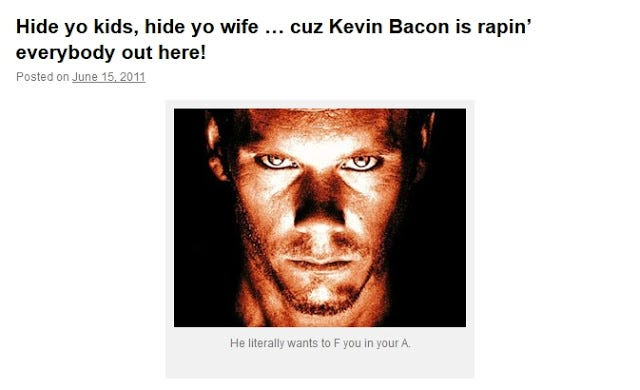 Hide yo kids, hide yo wife … cuz Kevin Bacon is rapin’
everybody out here!
Posted on June 15, 2011
He literally wants to F you in your A.